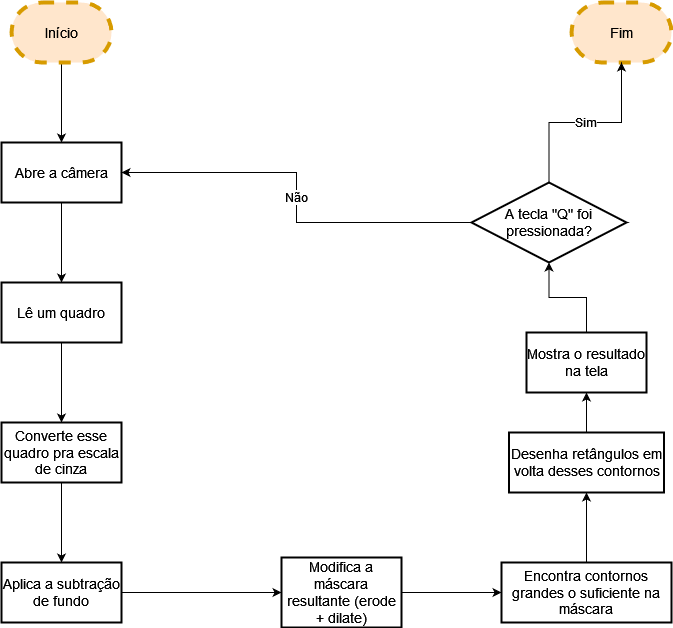 Início
Abre a câmera
Lê um quadro
Converte esse
quadro pra escala
de cinza
Aplica a subtração
de fundo
Modifica a
máscara
resultante (erode
+ dilate)
Encontra contornos
grandes o suficiente na
máscara
Desenha retângulos em
volta desses contornos
Mostra o resultado
na tela
A tecla "Q" foi
pressionada?
Não
Sim
Fim